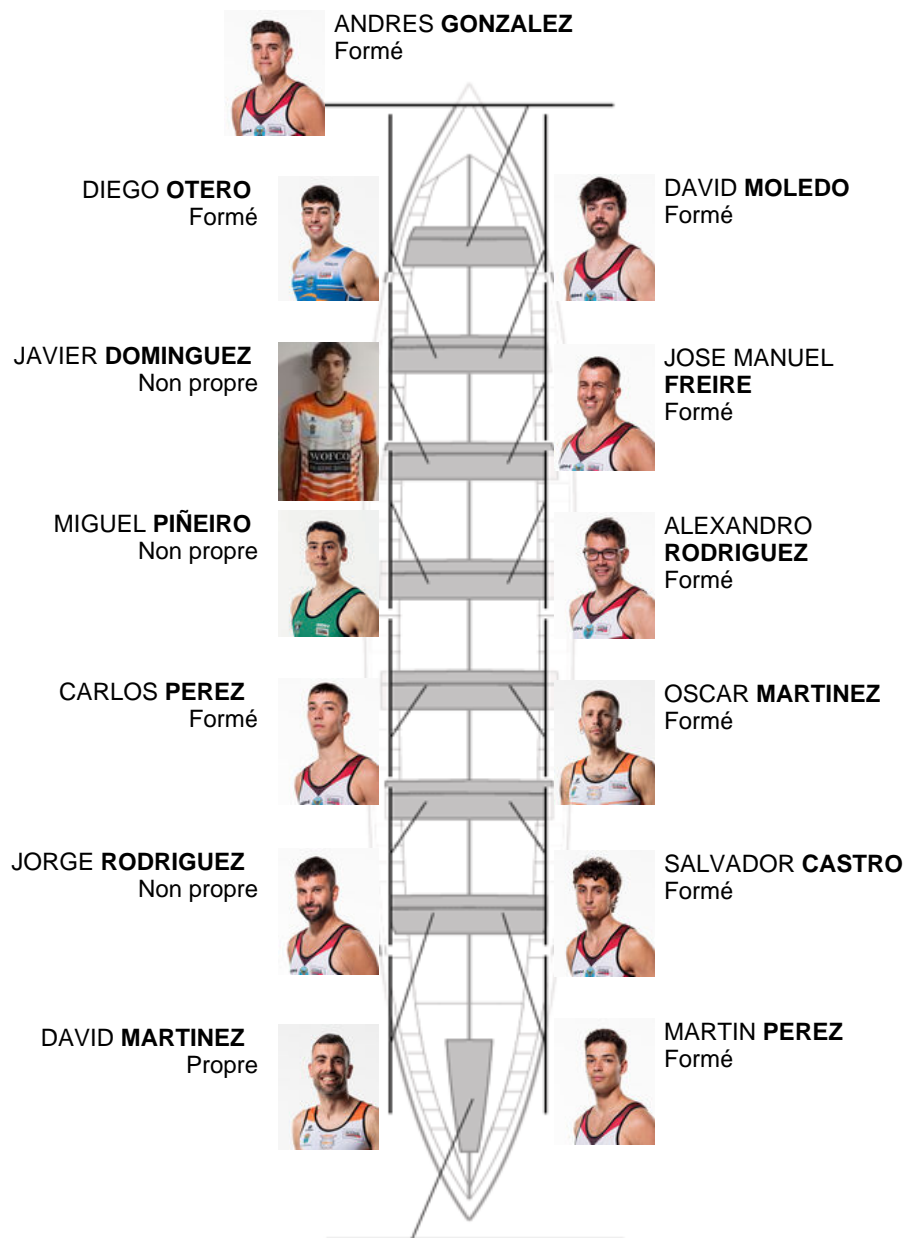 ANDRES GONZALEZ
Formé
DIEGO OTERO
Formé
DAVID MOLEDO
Formé
JAVIER DOMINGUEZ
Non propre
JOSE MANUEL
FREIRE
Formé
WOFCO
MIGUEL PIÑEIRO
Non propre
ALEXANDRO
RODRIGUEZ
Formé
CARLOS PEREZ
Formé
OSCAR MARTINEZ
Formé
JORGE RODRIGUEZ
Non propre
SALVADOR CASTRO
Formé
DAVID MARTINEZ
Propre
MARTIN PEREZ
Formé